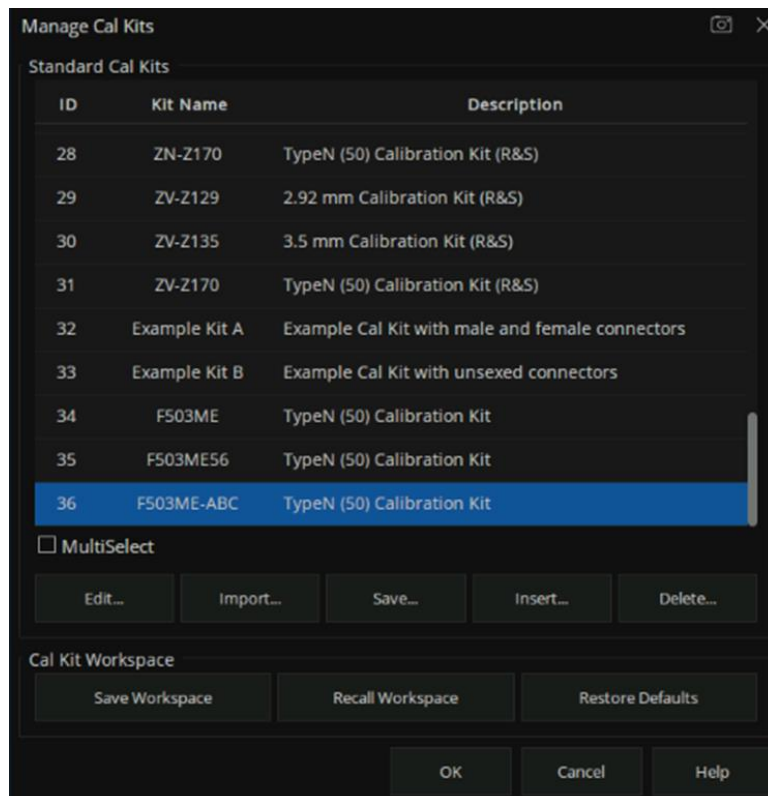 Manage Cal Kits
Standard Cal Kits
ID Kit Name Description
28 ZN-Z170 TypeN (50) Calibration Kit (R&S)
29 ZV-Z129 2.92 mm Calibration Kit (R&S)
30 ZV-Z135 3.5 mm Calibration Kit (R&S)
31 ZV-Z170 TypeN (50) Calibration Kit (R&S)
32 Example Kit A Example Cal Kit with male and female connectors
33 Example Kit B Example Cal Kit with unsexed connectors
34 F503ME TypeN (50) Calibration Kit
35 F503ME56 TypeN (50) Calibration Kit
36 F503ME-ABC TypeN (50) Calibration Kit
MultiSelect
Edit... Import... Save... Insert... Delete...
Cal Kit Workspace
Save Workspace Recall Workspace Restore Defaults
OK Cancel Help